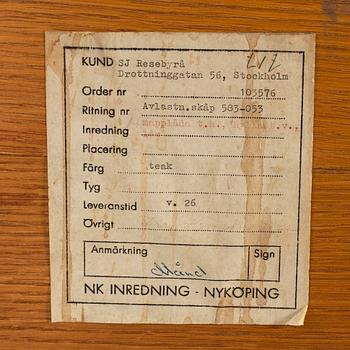 KUND SJ Resebyrå
Drottninggatan 56, Stockholm
Order nr 103576
Ritning nr Avlastn.skåp 583-053
Inredning
Placering
Färg teak
Tyg
Leveranstid v. 26
Övrigt
Anmärkning Sign
NK INREDNING - NYKÖPING